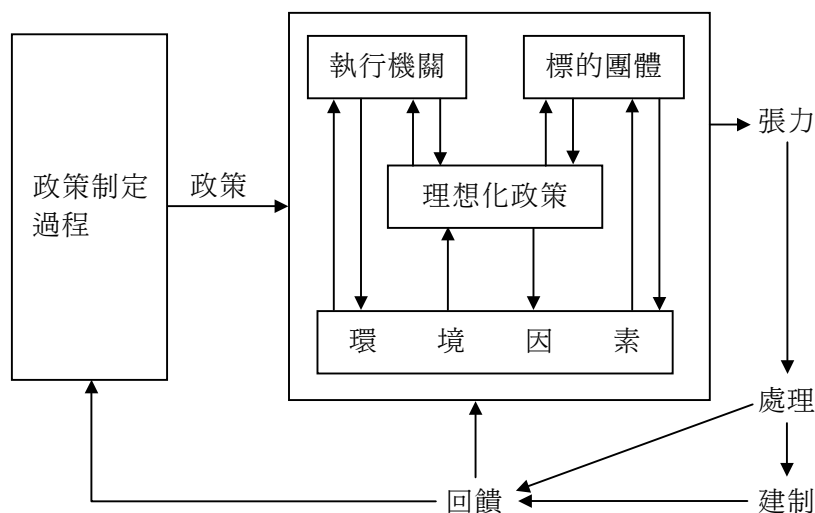 執行機關
標的團體
張力
政策制定
過程
政策
理想化政策
環境因素
處理
回饋
建制